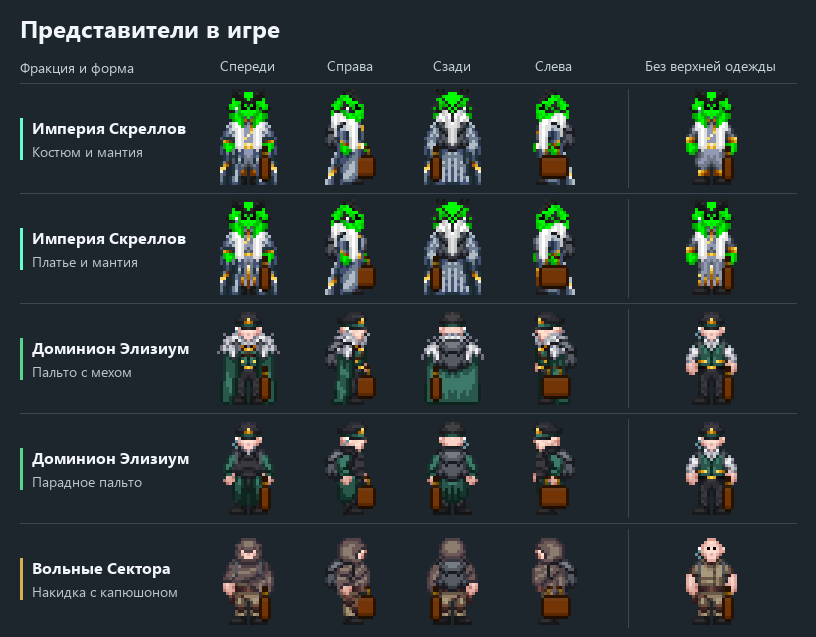 Представители в игре
Фракция и форма Спереди Справа Сзади Слева Без верхней одежды
Империя Скреллов
Костюм и мантия
Империя Скреллов
Платье и мантия
Доминион Элизиум
Пальто с мехом
Доминион Элизиум
Парадное пальто
Вольные Сектора
Накидка с капюшоном